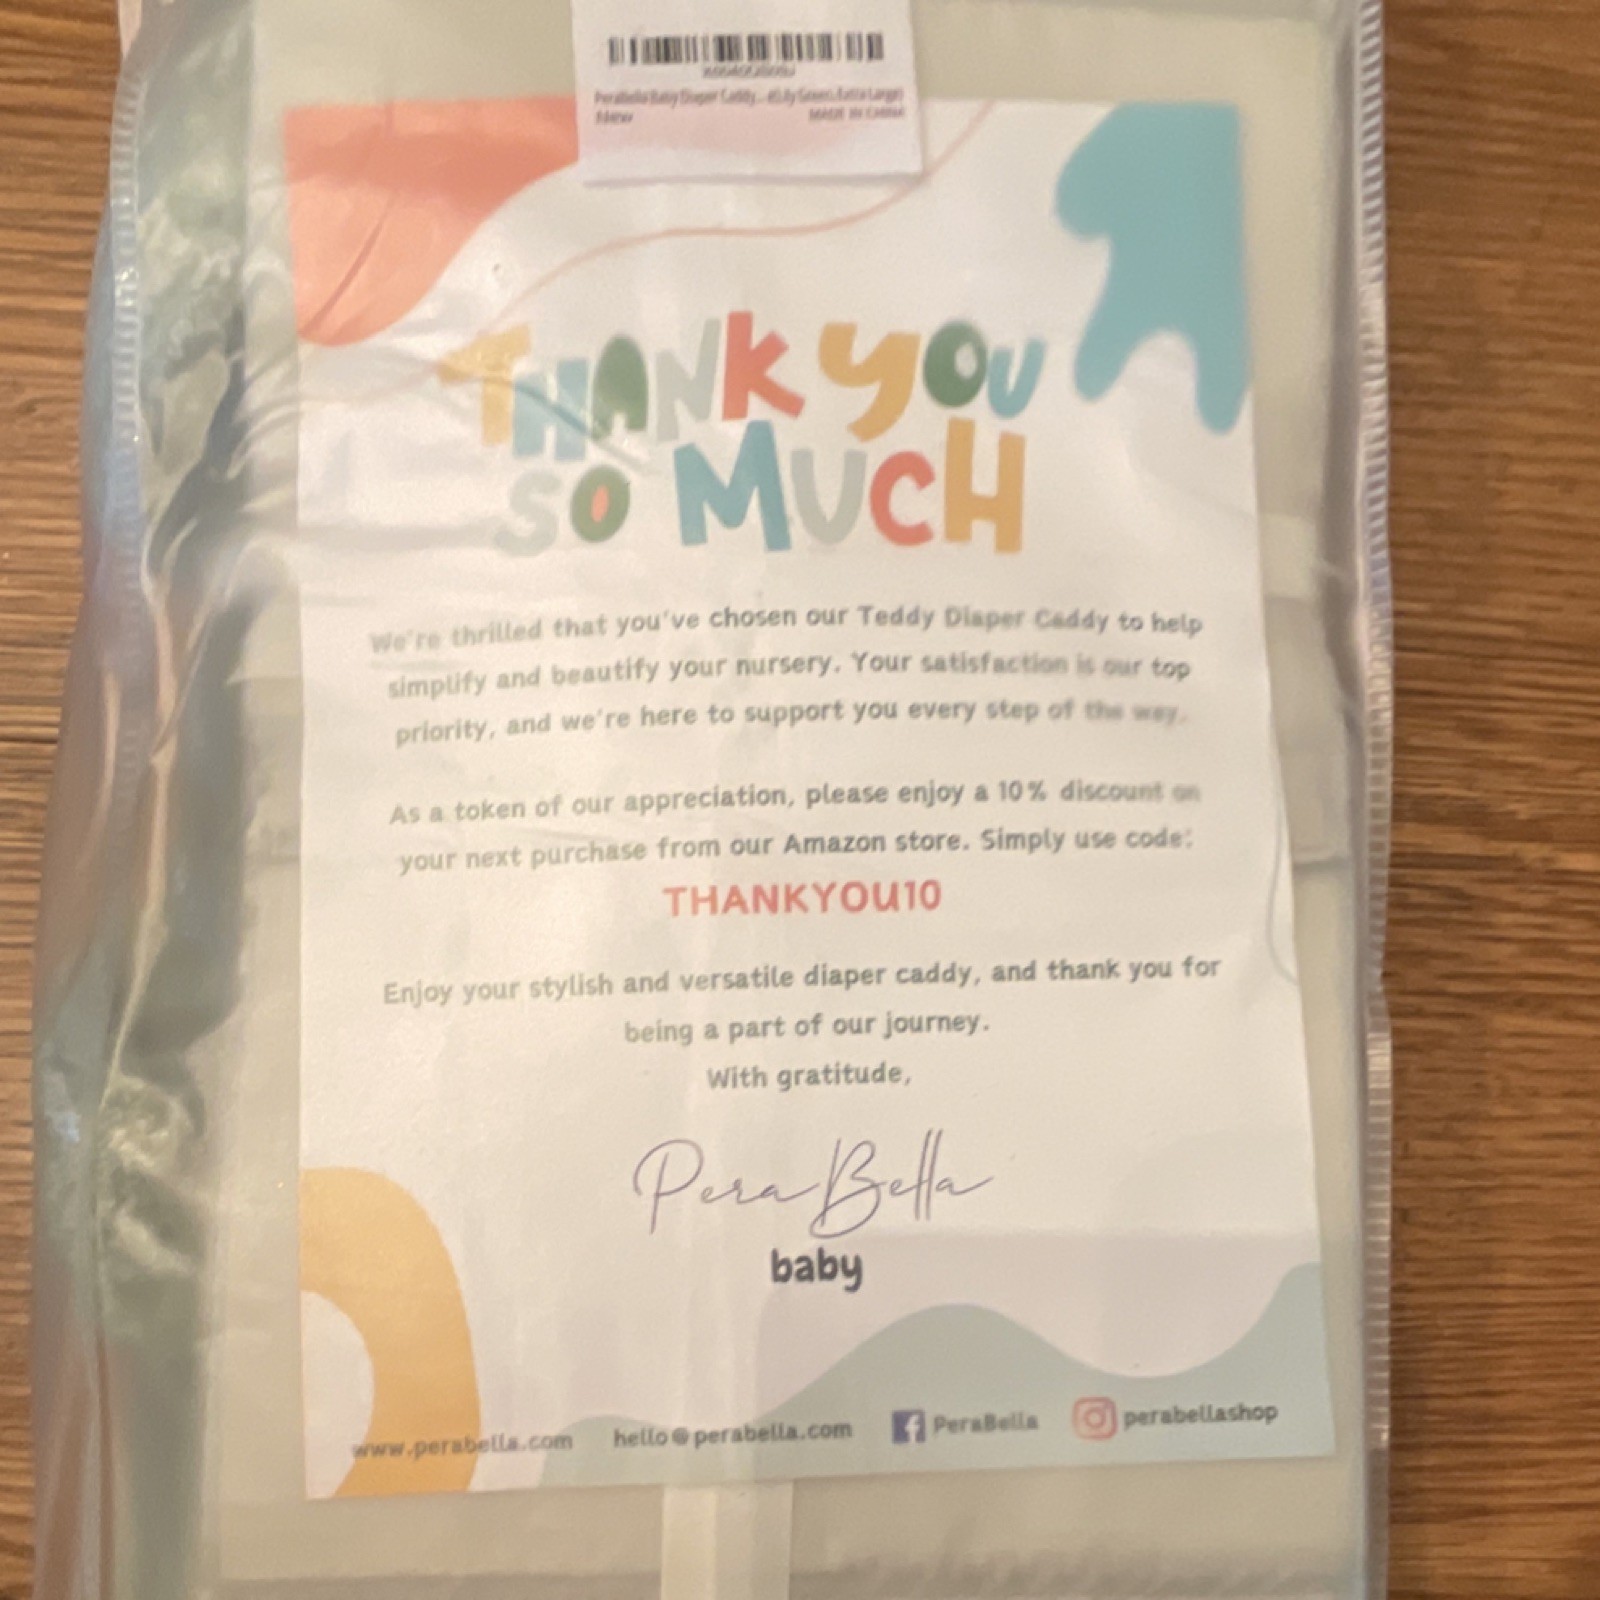 Perabella Baby Diaper Caddy...
New
MADE IN CHINA
THANK YOU
SO MUCH
We're thrilled that you've chosen our Teddy Diaper Caddy to help
simplify and beautify your nursery. Your satisfaction is our top
priority, and we're here to support you every step of the way.
As a token of our appreciation, please enjoy a 10% discount on
your next purchase from our Amazon store. Simply use code:
THANKYOU10
Enjoy your stylish and versatile diaper caddy, and thank you for
being a part of our journey.
With gratitude,
PeraBella
baby
www.perabella.com hello@perabella.com PeraBella perabellashop